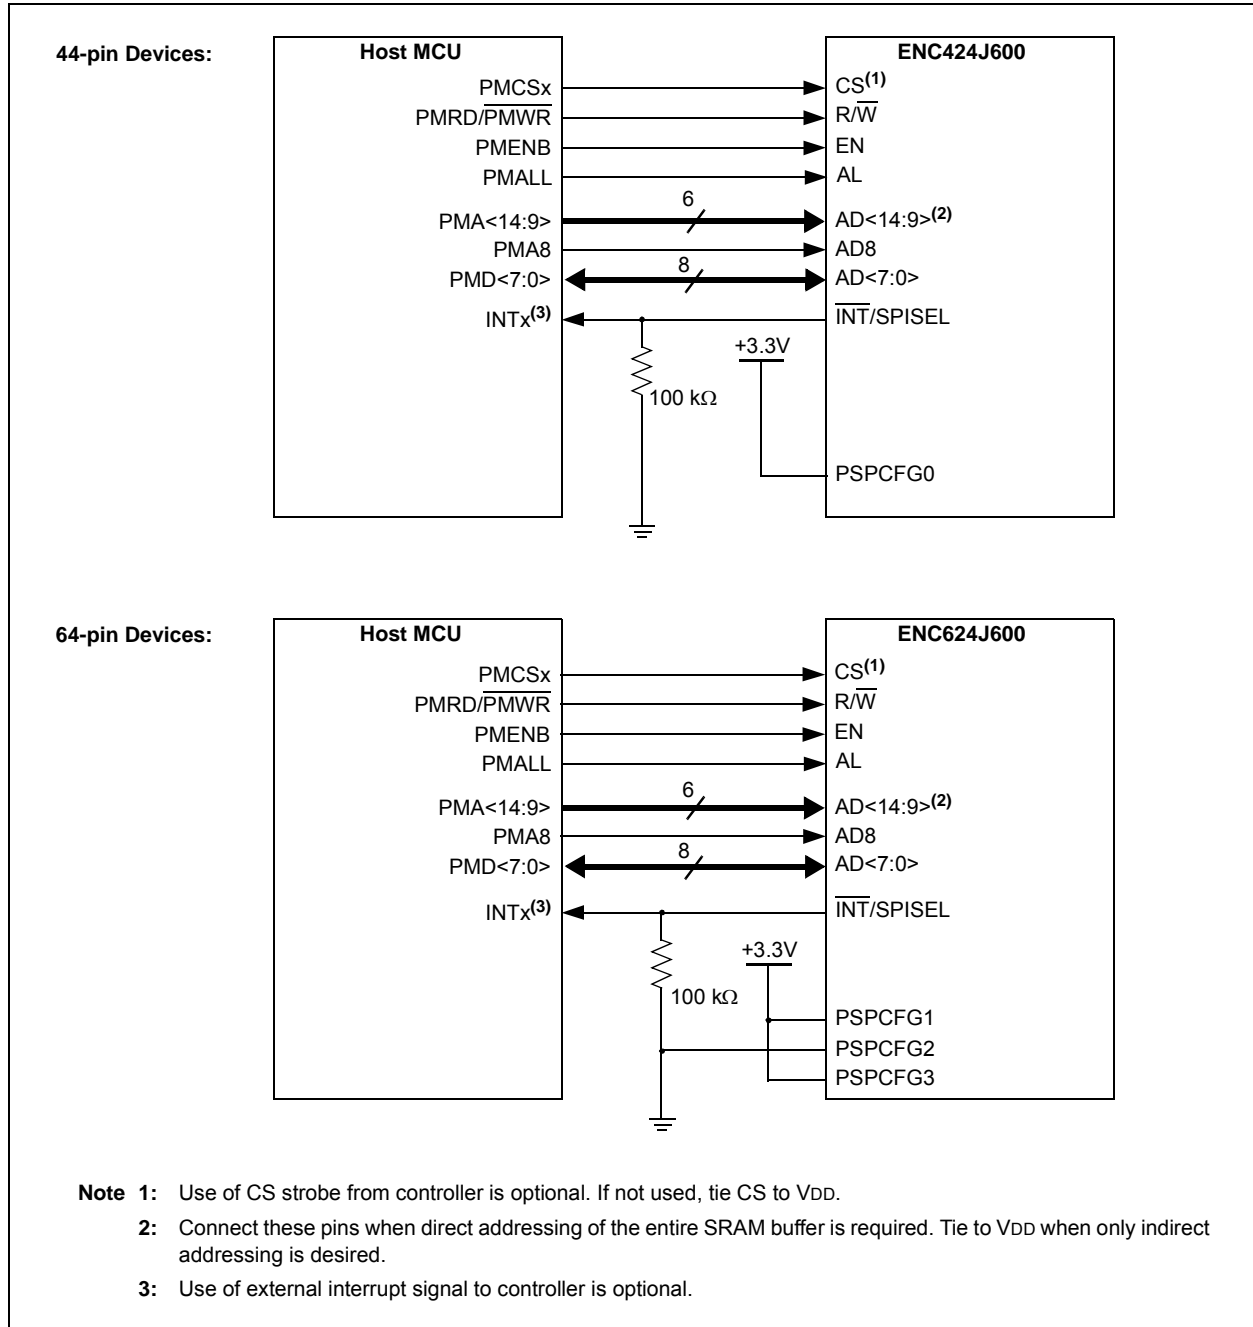 44-pin Devices:
Host MCU
ENC424J600
PMCSx
CS(1)
PMRD/PMWR
R/W
PMENB
EN
PMALL
AL
6
PMA<14:9>
AD<14:9>(2)
PMA8
AD8
8
PMD<7:0>
AD<7:0>
INTx(3)
INT/SPISEL
+3.3V
100 kΩ
PSPCFG0
64-pin Devices:
Host MCU
ENC624J600
PMCSx
CS(1)
PMRD/PMWR
R/W
PMENB
EN
PMALL
AL
6
PMA<14:9>
AD<14:9>(2)
PMA8
AD8
8
PMD<7:0>
AD<7:0>
INTx(3)
INT/SPISEL
+3.3V
100 kΩ
PSPCFG1
PSPCFG2
PSPCFG3
Note 1: Use of CS strobe from controller is optional. If not used, tie CS to VDD.
2: Connect these pins when direct addressing of the entire SRAM buffer is required. Tie to VDD when only indirect
addressing is desired.
3: Use of external interrupt signal to controller is optional.